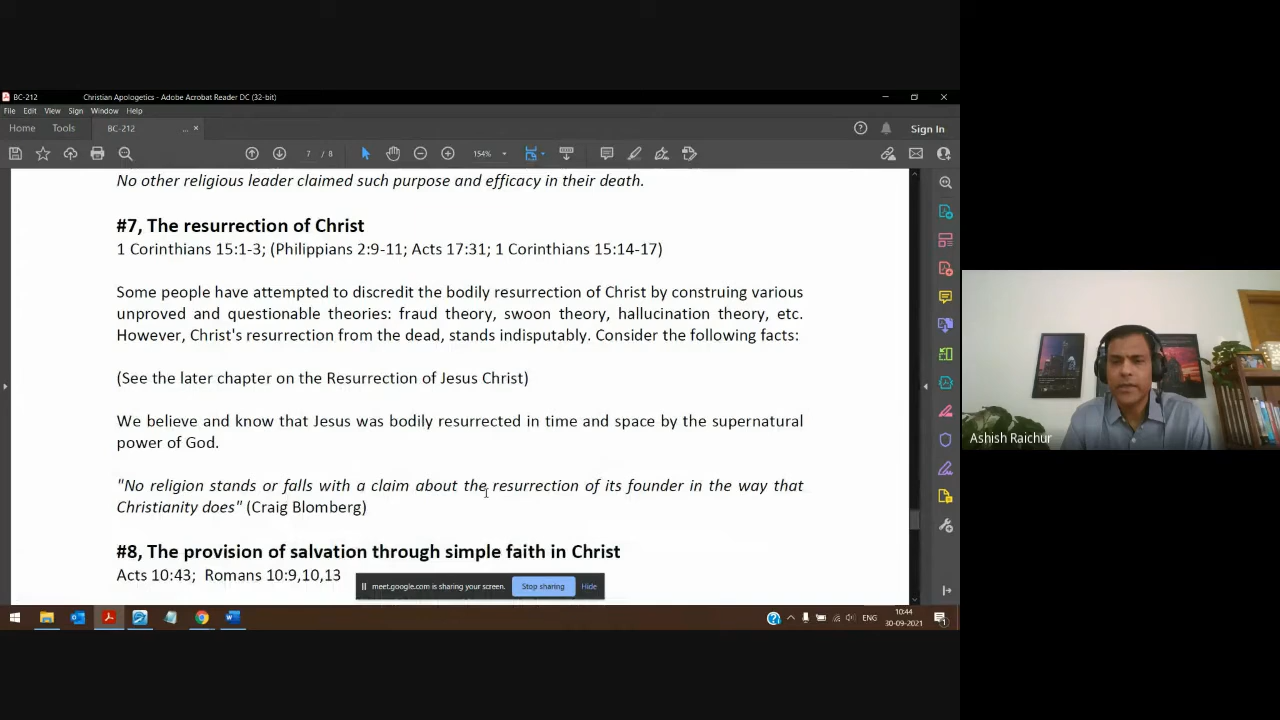 BC-212 Christian Apologetics - Adobe Acrobat Reader DC (32-bit)
File Edit View Sign Window Help
Home Tools BC-212 ... × Sign In
7 / 8 154%
No other religious leader claimed such purpose and efficacy in their death.
#7, The resurrection of Christ
1 Corinthians 15:1-3; (Philippians 2:9-11; Acts 17:31; 1 Corinthians 15:14-17)
Some people have attempted to discredit the bodily resurrection of Christ by construing various
unproved and questionable theories: fraud theory, swoon theory, hallucination theory, etc.
However, Christ's resurrection from the dead, stands indisputably. Consider the following facts:
(See the later chapter on the Resurrection of Jesus Christ)
We believe and know that Jesus was bodily resurrected in time and space by the supernatural
power of God.
"No religion stands or falls with a claim about the resurrection of its founder in the way that
Christianity does" (Craig Blomberg)
#8, The provision of salvation through simple faith in Christ
Acts 10:43; Romans 10:9,10,13
meet.google.com is sharing your screen. Stop sharing Hide
ENG
10:44
30-09-2021
Ashish Raichur